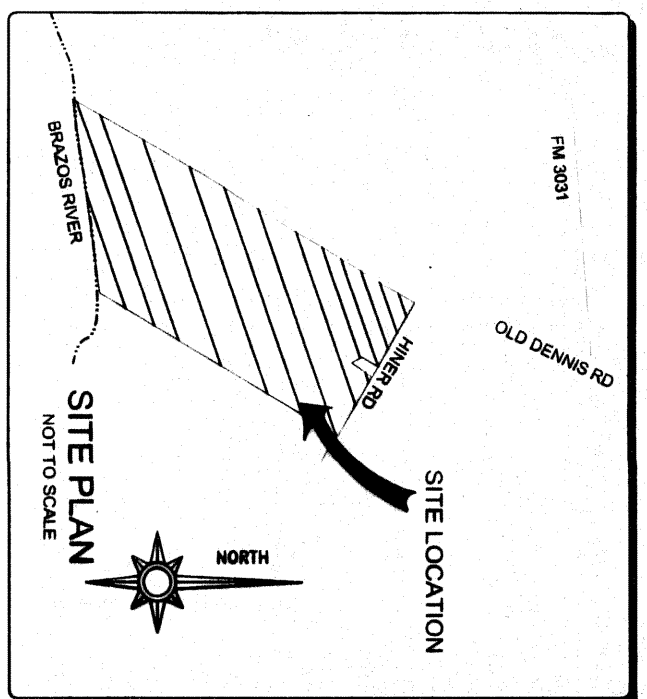 FM 3031
OLD DENNIS RD
HINER RD
BRAZOS RIVER
SITE LOCATION
SITE PLAN
NOT TO SCALE
NORTH